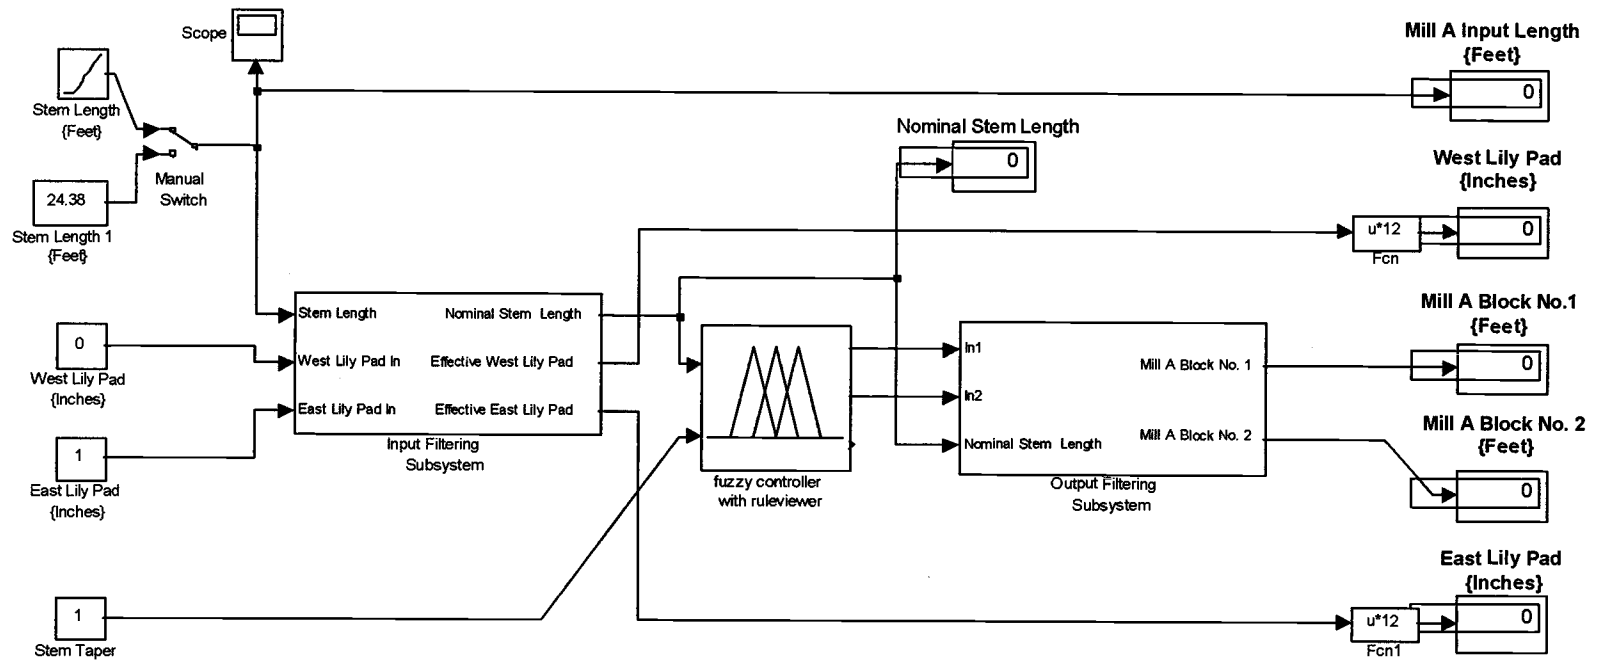 Scope
Mill A Input Length
{Feet}
0
Stem Length
{Feet}
Nominal Stem Length
0
West Lily Pad
{Inches}
Manual
Switch
24.38
Stem Length 1
{Feet}
u*12
Fcn
0
Stem Length
Nominal Stem Length
Mill A Block No.1
{Feet}
0
0
West Lily Pad
{Inches}
West Lily Pad In
Effective West Lily Pad
In1
Mill A Block No. 1
In2
East Lily Pad In
Effective East Lily Pad
Mill A Block No. 2
{Feet}
Nominal Stem Length
Mill A Block No. 2
Input Filtering
Subsystem
1
East Lily Pad
{Inches}
fuzzy controller
with ruleviewer
Output Filtering
Subsystem
0
East Lily Pad
{Inches}
1
Stem Taper
u*12
Fcn1
0